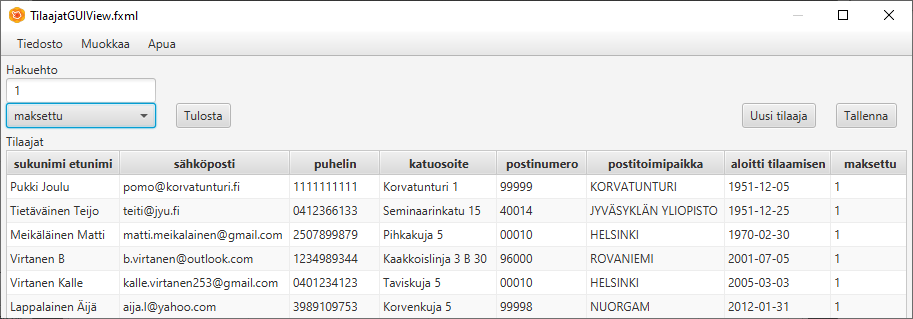 TilaajatGUIView.fxml
Tiedosto Muokkaa Apua
Hakuehto
1
maksettu Tulosta Uusi tilaaja Tallenna
Tilaajat
sukunimi etunimi sähköposti puhelin katuosoite postinumero postitoimipaikka aloitti tilaamisen maksettu
Pukki Joulu pomo@korvatunturi.fi 1111111111 Korvatunturi 1 99999 KORVATUNTURI 1951-12-05 1
Tietäväinen Teijo teiti@jyu.fi 0412366133 Seminaarinkatu 15 40014 JYVÄSYKLÄN YLIOPISTO 1951-12-25 1
Meikäläinen Matti matti.meikalainen@gmail.com 2507899879 Pihkakuja 5 00010 HELSINKI 1970-02-30 1
Virtanen B b.virtanen@outlook.com 1234989344 Kaakkoislinja 3 B 30 96000 ROVANIEMI 2001-07-05 1
Virtanen Kalle kalle.virtanen253@gmail.com 0401234123 Taviskuja 5 00010 HELSINKI 2005-03-03 1
Lappalainen Äijä aija.l@yahoo.com 3989109753 Korvenkuja 5 99998 NUORGAM 2012-01-31 1